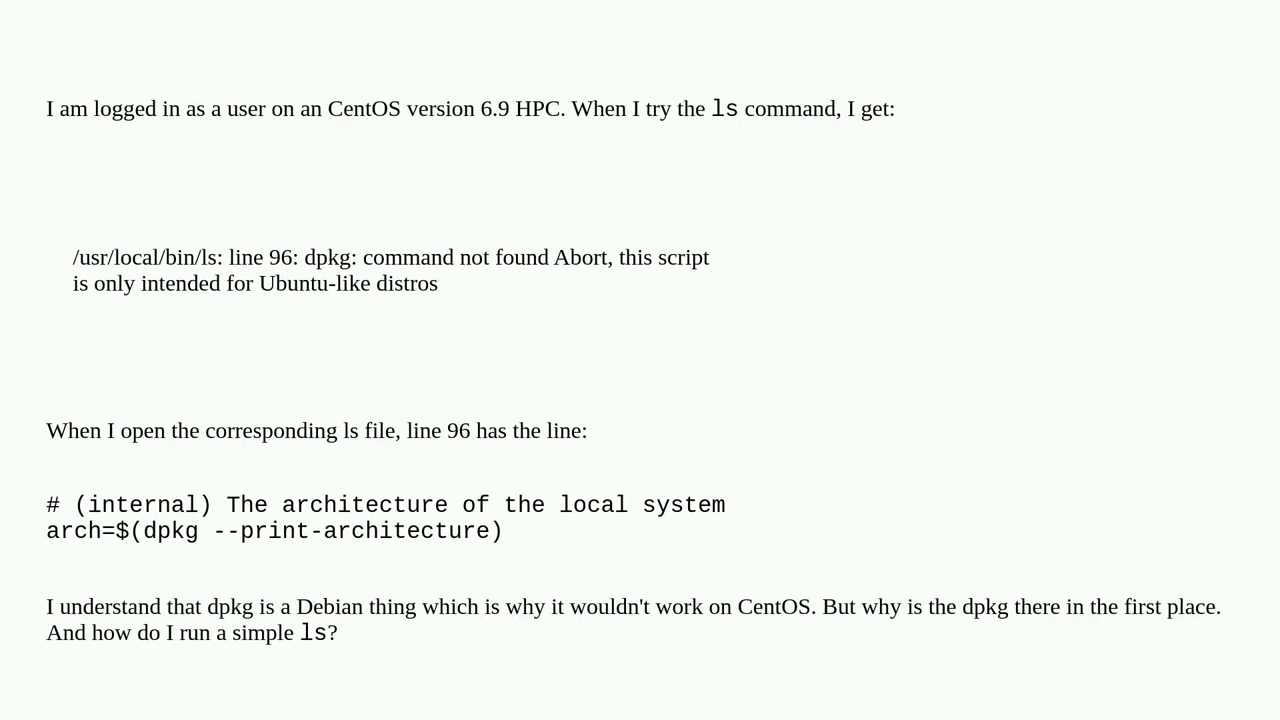 I am logged in as a user on an CentOS version 6.9 HPC. When I try the ls command, I get:
/usr/local/bin/ls: line 96: dpkg: command not found Abort, this script
is only intended for Ubuntu-like distros
When I open the corresponding ls file, line 96 has the line:
# (internal) The architecture of the local system
arch=$(dpkg --print-architecture)
I understand that dpkg is a Debian thing which is why it wouldn't work on CentOS. But why is the dpkg there in the first place.
And how do I run a simple ls?